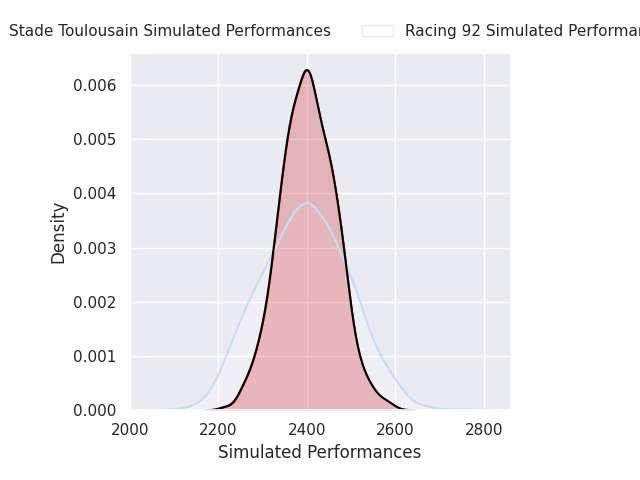 Stade Toulousain Simulated Performances Racing 92 Simulated
0.006
0.005
0.004
0.003
0.002
0.001
0.000
Density
2000 2200 2400 2600 2800
Simulated Performances